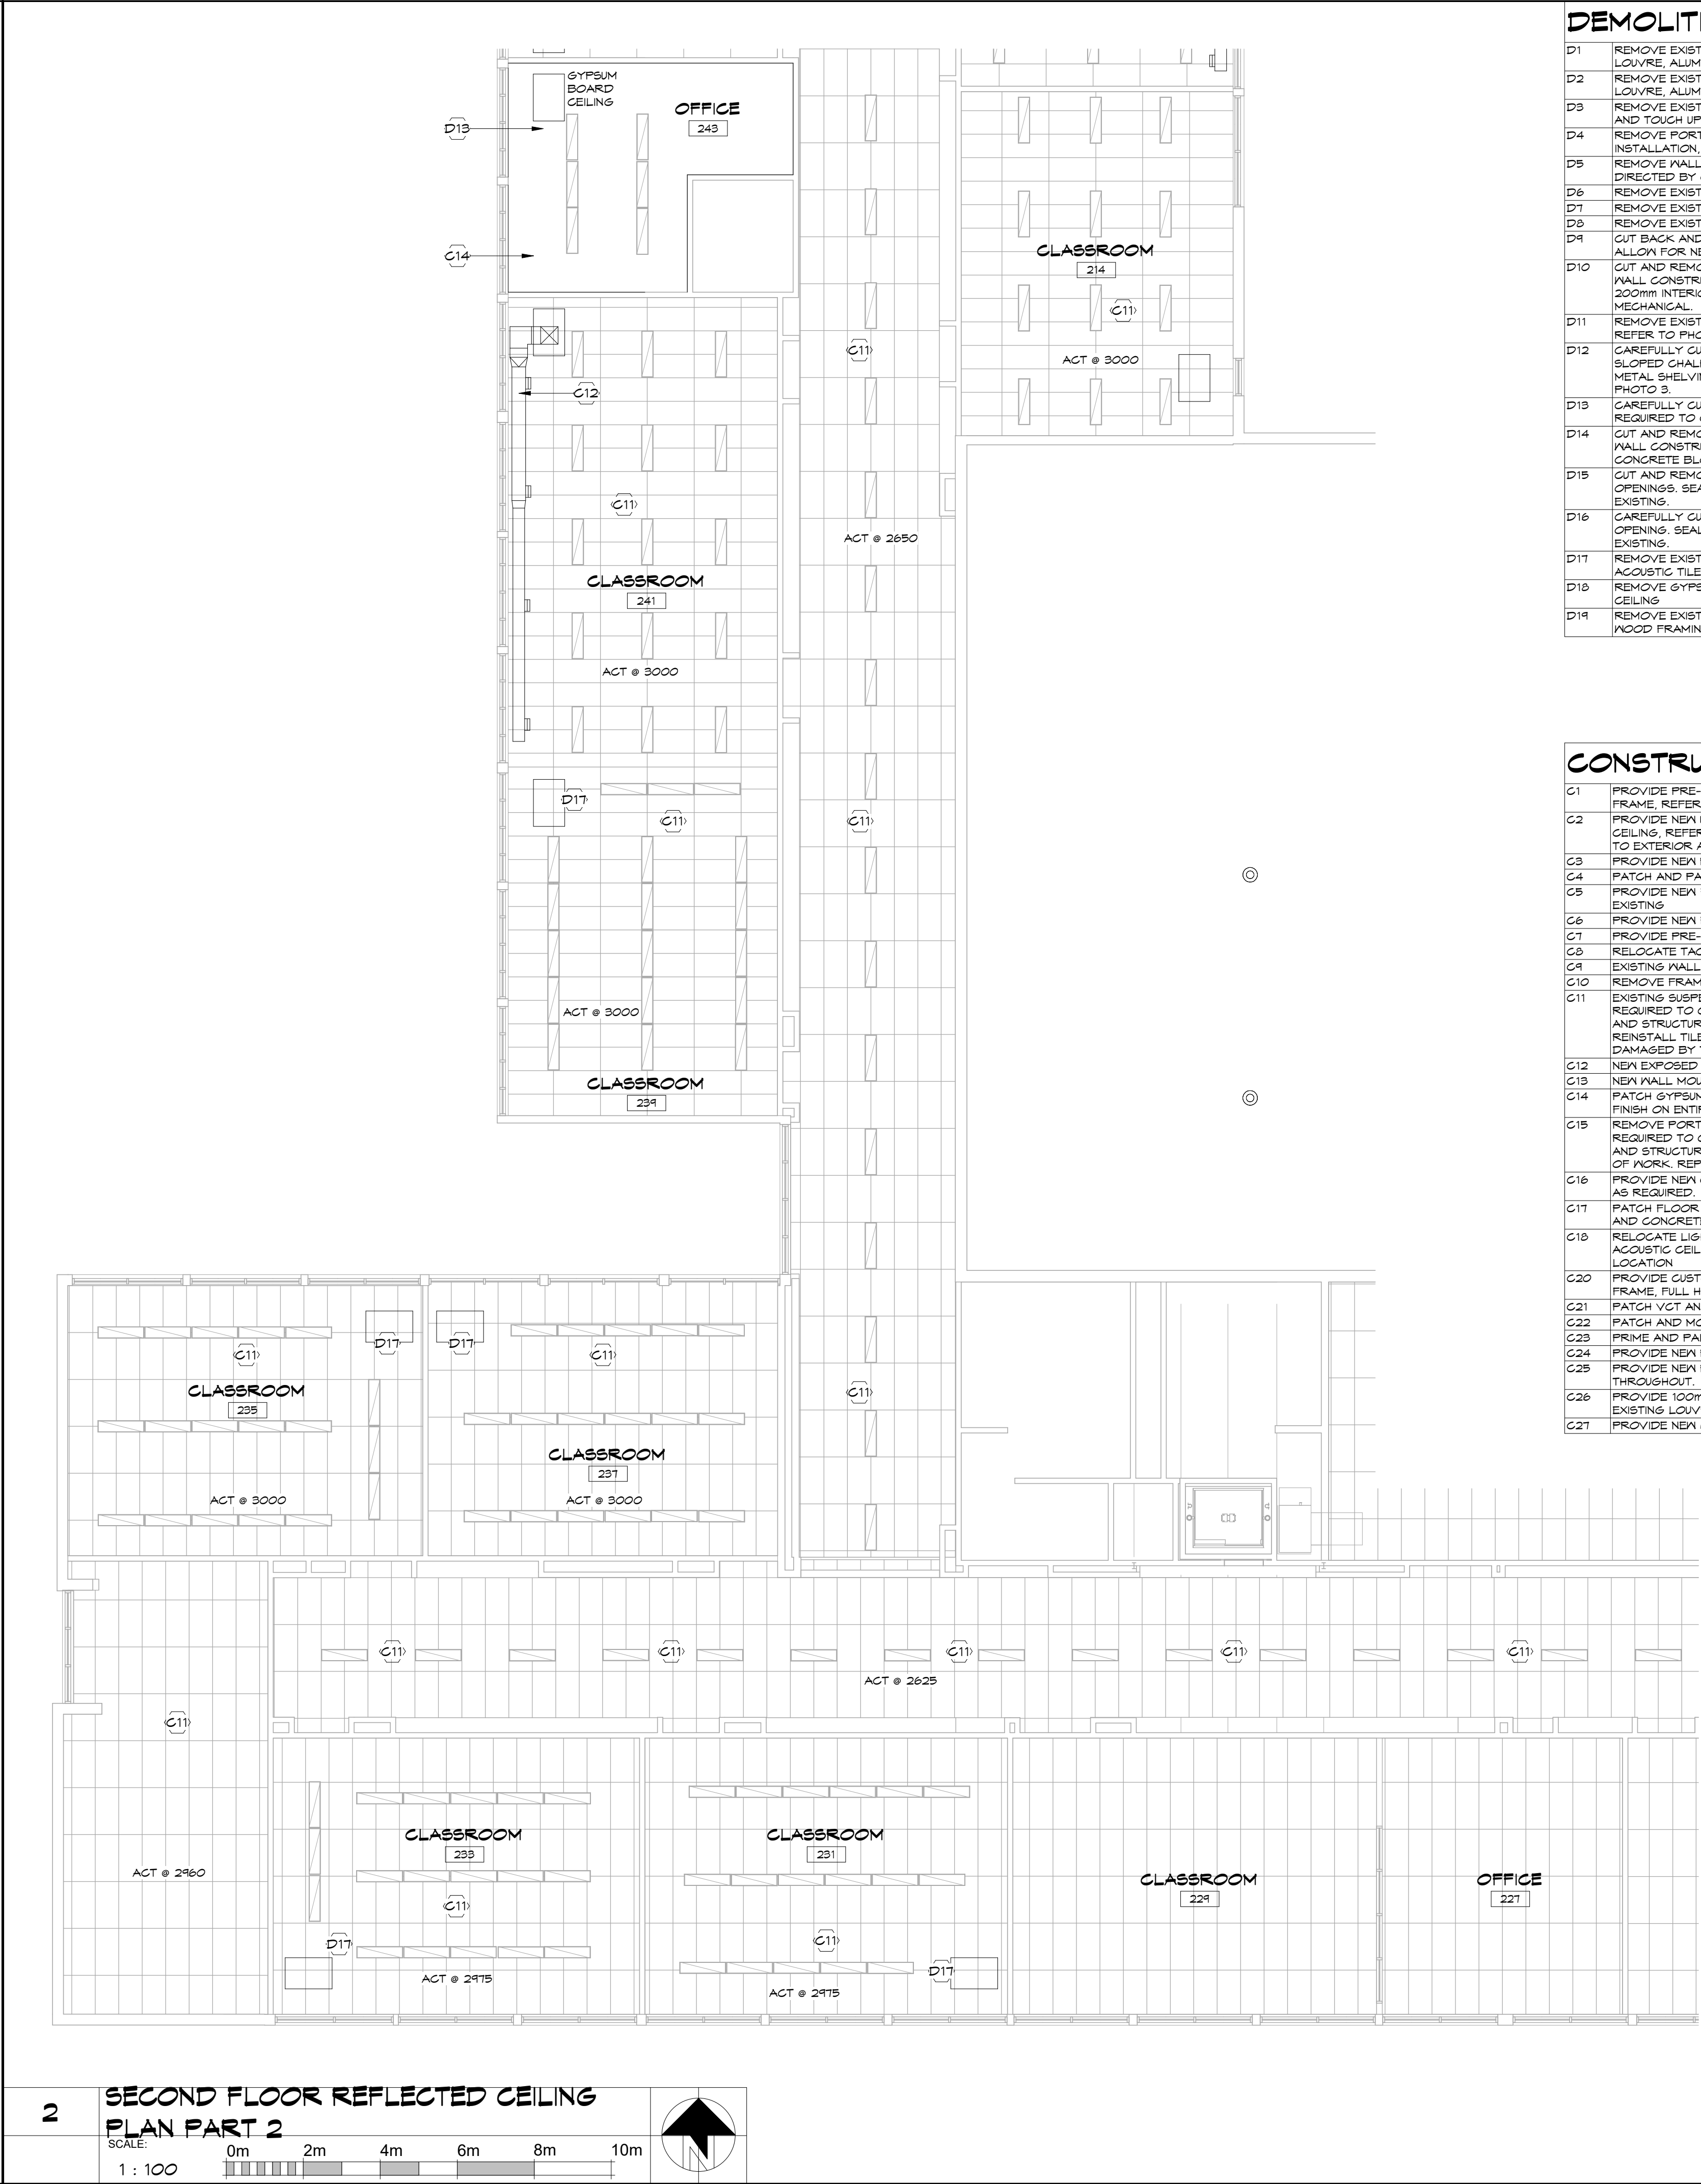 GYPSUM
BOARD
CEILING
OFFICE
243
D13
C14
CLASSROOM
214
C11
ACT @ 3000
C11
C12
C11
ACT @ 2650
CLASSROOM
241
ACT @ 3000
D17
C11
C11
ACT @ 3000
CLASSROOM
239
D17
D17
C11
C11
CLASSROOM
235
C11
CLASSROOM
237
ACT @ 3000
ACT @ 3000
C11
C11
C11
C11
C11
ACT @ 2625
C11
CLASSROOM
233
CLASSROOM
231
ACT @ 2960
CLASSROOM
229
OFFICE
227
C11
D17
C11
D17
ACT @ 2975
ACT @ 2975
DEMOLIT
D1 REMOVE EXIST
LOUVRE, ALUM
D2 REMOVE EXIST
LOUVRE, ALUM
D3 REMOVE EXIST
AND TOUCH UP
D4 REMOVE PORT
INSTALLATION,
D5 REMOVE WALL
DIRECTED BY
D6 REMOVE EXIST
D7 REMOVE EXIST
D8 REMOVE EXIST
D9 CUT BACK AND
ALLOW FOR NE
D10 CUT AND REMO
WALL CONSTR
200mm INTERIO
MECHANICAL.
D11 REMOVE EXIST
REFER TO PHO
D12 CAREFULLY CU
SLOPED CHAL
METAL SHELVI
PHOTO 3.
D13 CAREFULLY CU
REQUIRED TO
D14 CUT AND REMO
WALL CONSTR
CONCRETE BL
D15 CUT AND REMO
OPENINGS. SEA
EXISTING.
D16 CAREFULLY CU
OPENING. SEAL
EXISTING.
D17 REMOVE EXIST
ACOUSTIC TILE
D18 REMOVE GYPS
CEILING
D19 REMOVE EXIST
WOOD FRAMIN
CONSTRU
C1 PROVIDE PRE-
FRAME, REFER
C2 PROVIDE NEW
CEILING, REFER
TO EXTERIOR A
C3 PROVIDE NEW
C4 PATCH AND PA
C5 PROVIDE NEW
EXISTING
C6 PROVIDE NEW
C7 PROVIDE PRE-
C8 RELOCATE TAC
C9 EXISTING WALL
C10 REMOVE FRAM
C11 EXISTING SUSPE
REQUIRED TO
AND STRUCTUR
REINSTALL TILE
DAMAGED BY
C12 NEW EXPOSED
C13 NEW WALL MOU
C14 PATCH GYPSUM
FINISH ON ENTI
C15 REMOVE PORT
REQUIRED TO
AND STRUCTUR
OF WORK. REP
C16 PROVIDE NEW
AS REQUIRED.
C17 PATCH FLOOR
AND CONCRET
C18 RELOCATE LIG
ACOUSTIC CEIL
LOCATION
C20 PROVIDE CUST
FRAME, FULL H
C21 PATCH VCT AN
C22 PATCH AND MO
C23 PRIME AND PA
C24 PROVIDE NEW
C25 PROVIDE NEW
THROUGHOUT.
C26 PROVIDE 100m
EXISTING LOUV
C27 PROVIDE NEW
2
SECOND FLOOR REFLECTED CEILING
PLAN PART 2
SCALE:
1 : 100
0m 2m 4m 6m 8m 10m
N